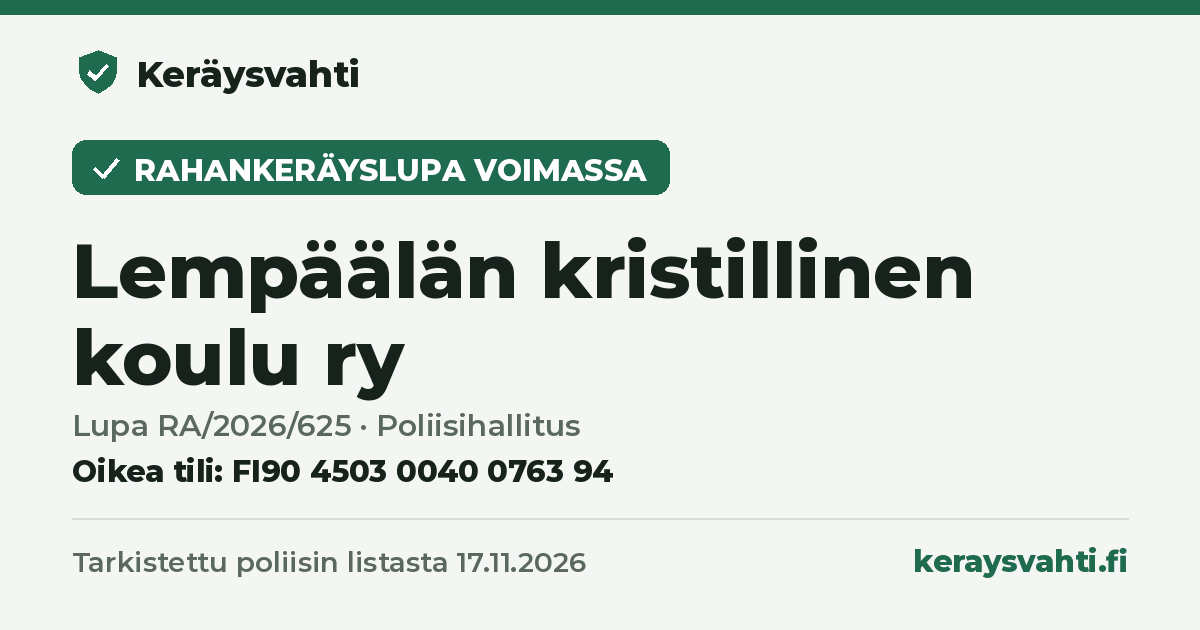 Keräysvahti
RAHANKERÄYSLUPA VOIMASSA
Lempäälän kristillinen
koulu ry
Lupa RA/2026/625 · Poliisihallitus
Oikea tili: FI90 4503 0040 0763 94
Tarkistettu poliisin listasta 17.11.2026
keraysvahti.fi